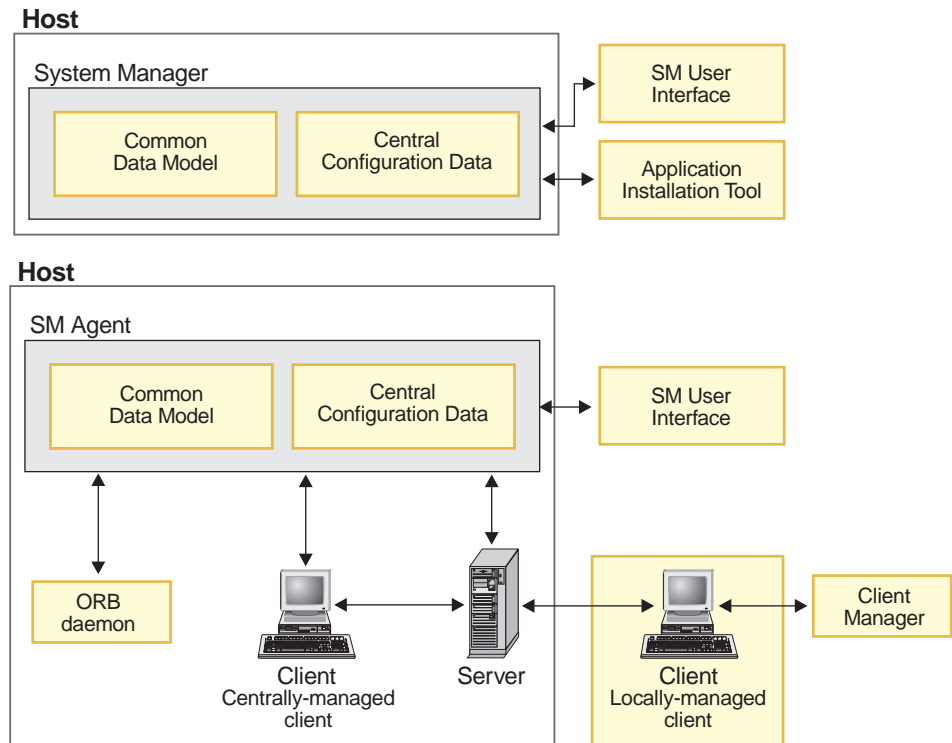 Host
System Manager
Common
Data Model
Central
Configuration Data
SM User
Interface
Application
Installation Tool
Host
SM Agent
Common
Data Model
Central
Configuration Data
SM User
Interface
ORB
daemon
Client
Centrally-managed
client
Server
Client
Locally-managed
client
Client
Manager